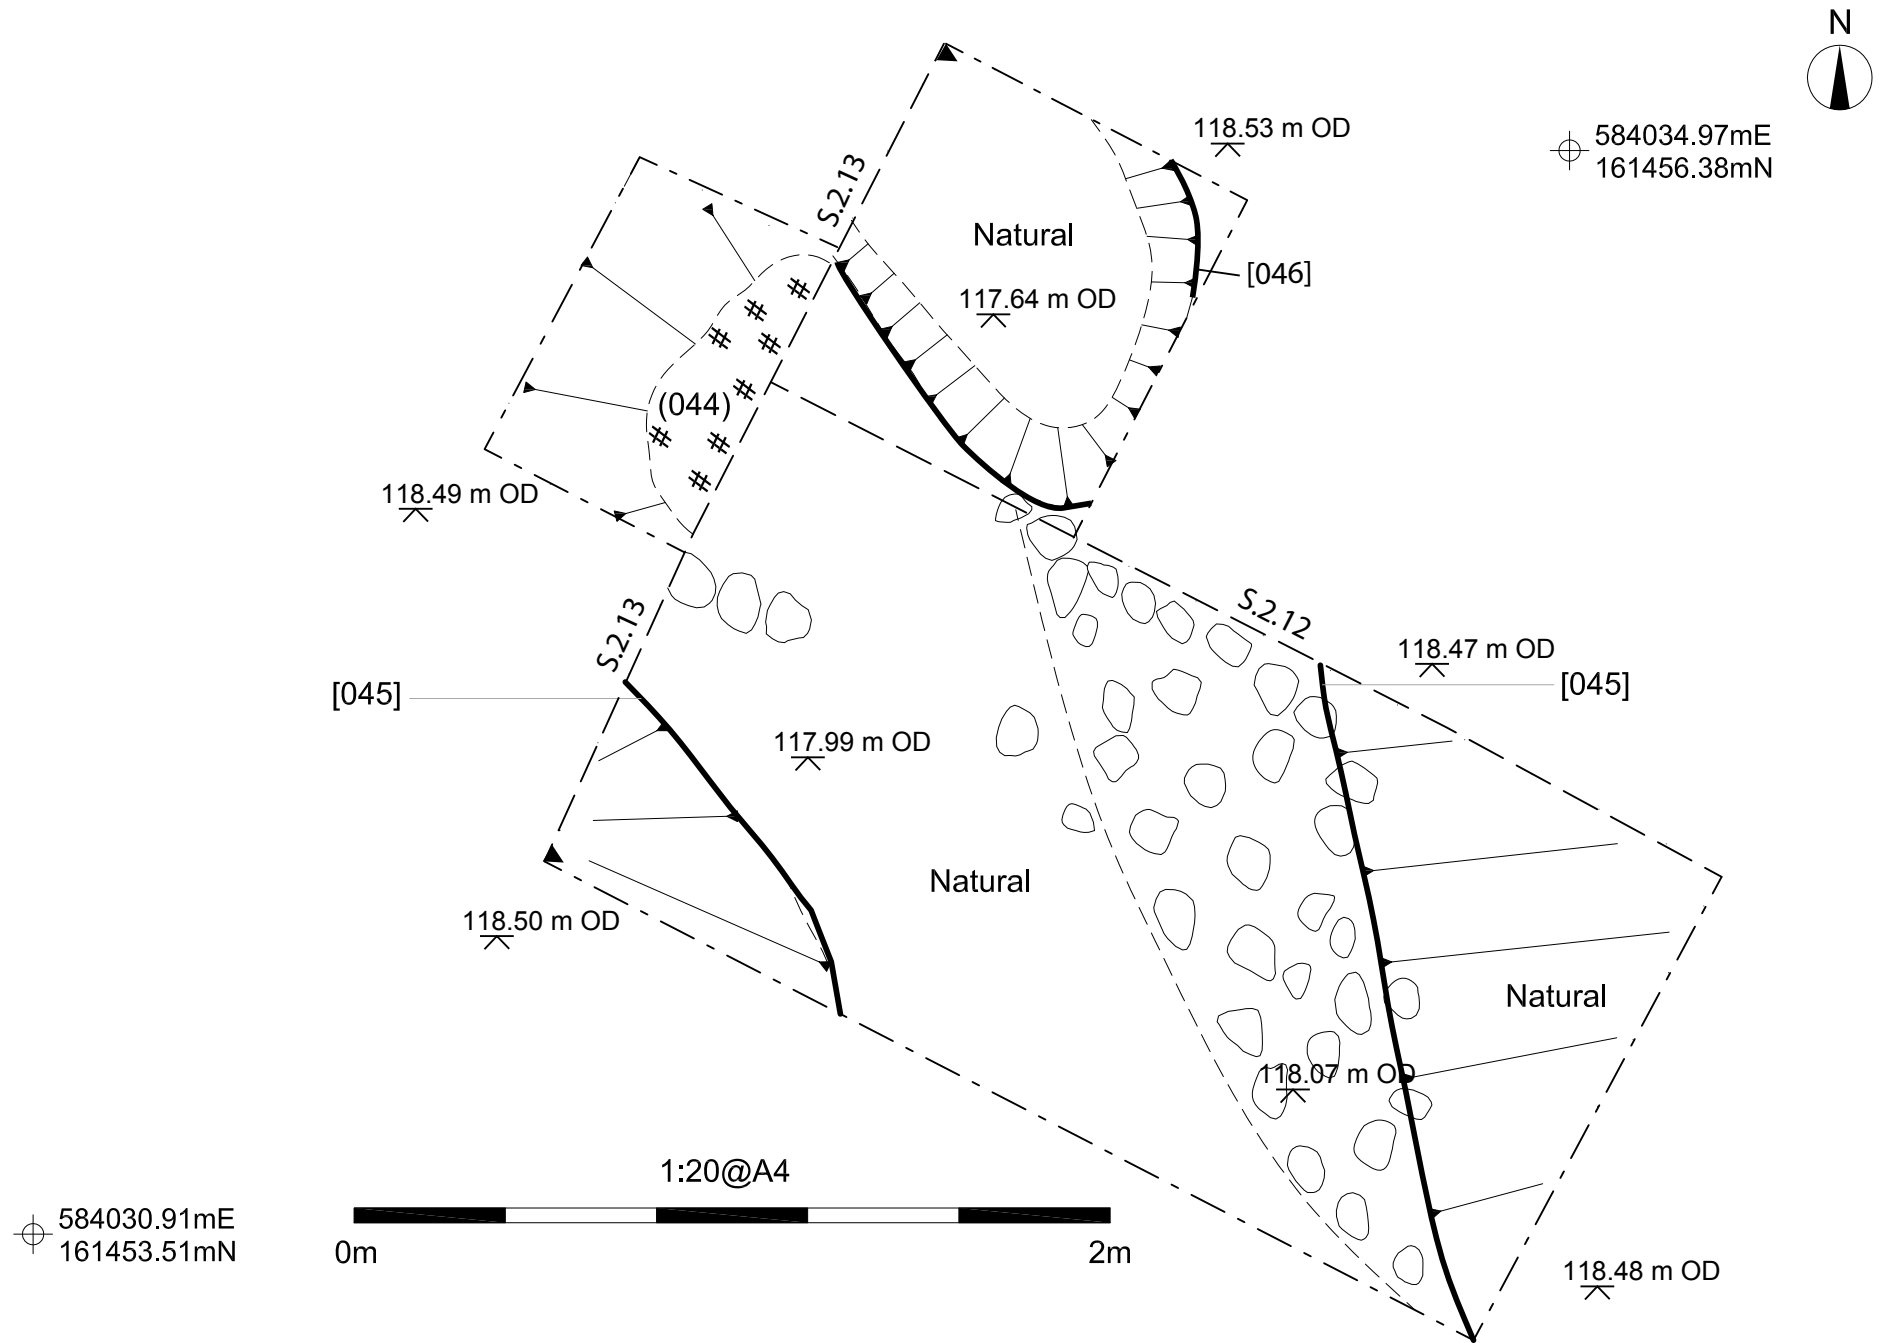 N
118.53 m OD
584034.97mE
161456.38mN
S.2.13
Natural
[046]
117.64 m OD
(044)
118.49 m OD
S.2.13
S.2.12
118.47 m OD
[045]
[045]
117.99 m OD
Natural
118.50 m OD
Natural
118.07 m OD
1:20@A4
584030.91mE
161453.51mN
0m
2m
118.48 m OD